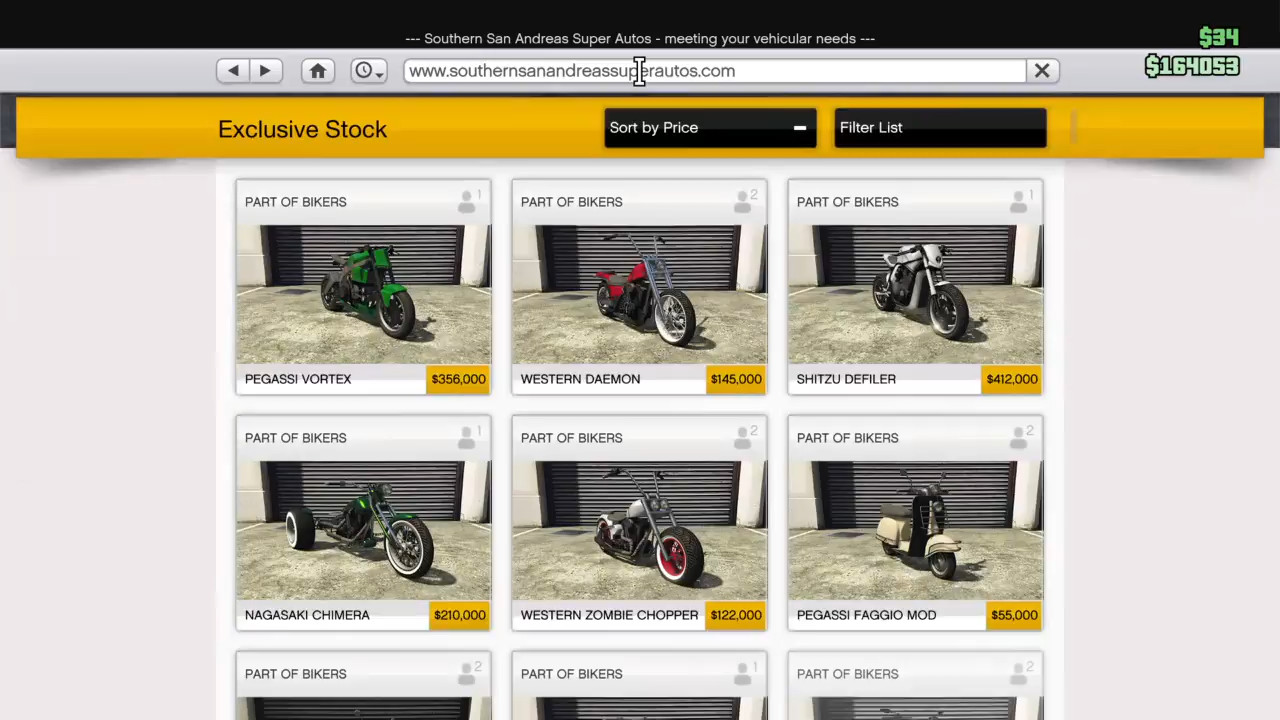 --- Southern San Andreas Super Autos - meeting your vehicular needs ---
$34
$164053
www.southernsanandreassuperautos.com
Exclusive Stock
Sort by Price
Filter List
PART OF BIKERS 1
PART OF BIKERS 2
PART OF BIKERS 1
PEGASSI VORTEX $356,000
WESTERN DAEMON $145,000
SHITZU DEFILER $412,000
PART OF BIKERS 1
PART OF BIKERS 2
PART OF BIKERS 2
NAGASAKI CHIMERA $210,000
WESTERN ZOMBIE CHOPPER $122,000
PEGASSI FAGGIO MOD $55,000
PART OF BIKERS 2
PART OF BIKERS 1
PART OF BIKERS 2